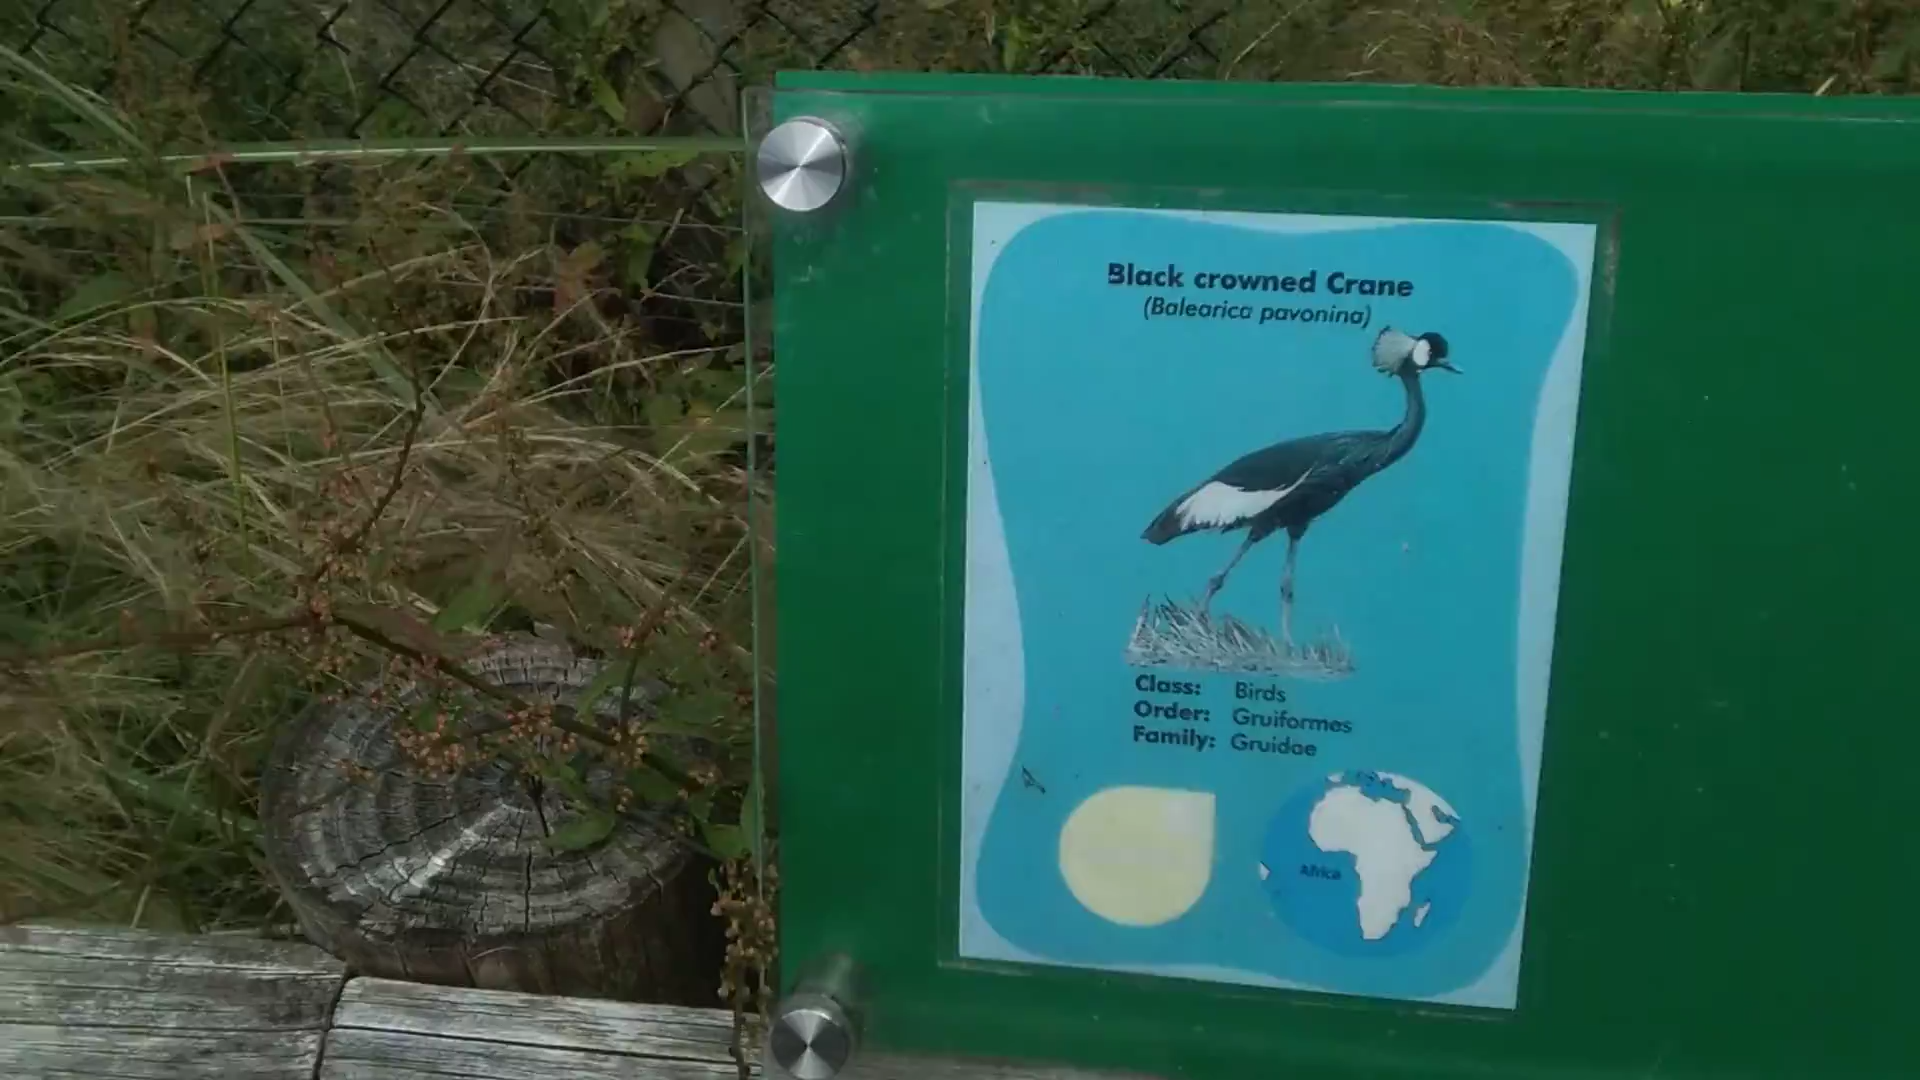 Black crowned Crane
(Balearica pavonina)
Class: Birds
Order: Gruiformes
Family: Gruidae
Africa